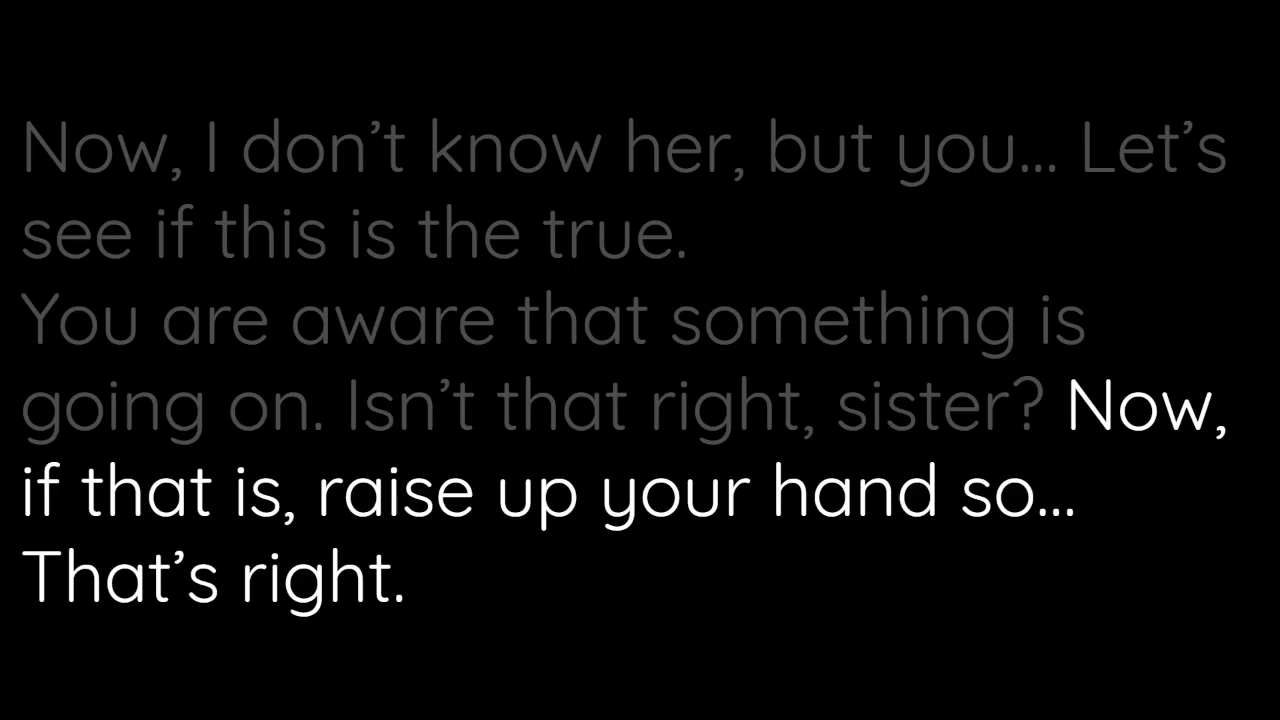 Now, I don’t know her, but you... Let’s
see if this is the true.
You are aware that something is
going on. Isn’t that right, sister? Now,
if that is, raise up your hand so...
That’s right.